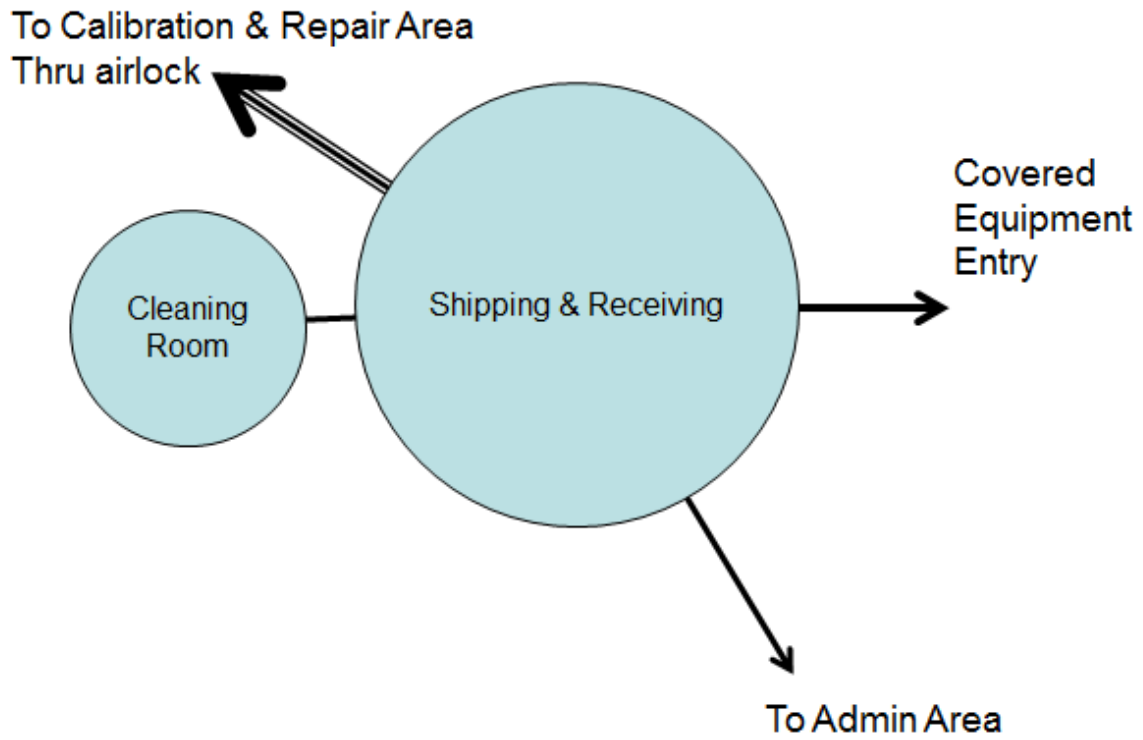 To Calibration & Repair Area
Thru airlock
Covered
Equipment
Entry
Cleaning
Room
Shipping & Receiving
To Admin Area